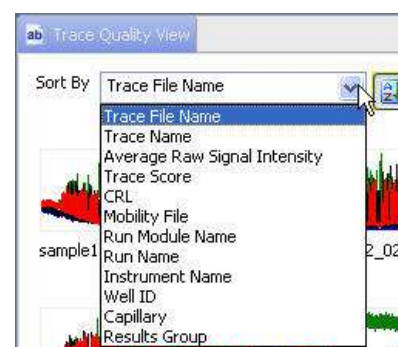 ab Trace Quality View
Sort By Trace File Name
Trace File Name
Trace Name
Average Raw Signal Intensity
Trace Score
CRL
Mobility File
Run Module Name
sample1
2_02
Run Name
Instrument Name
Well ID
Capillary
Results Group